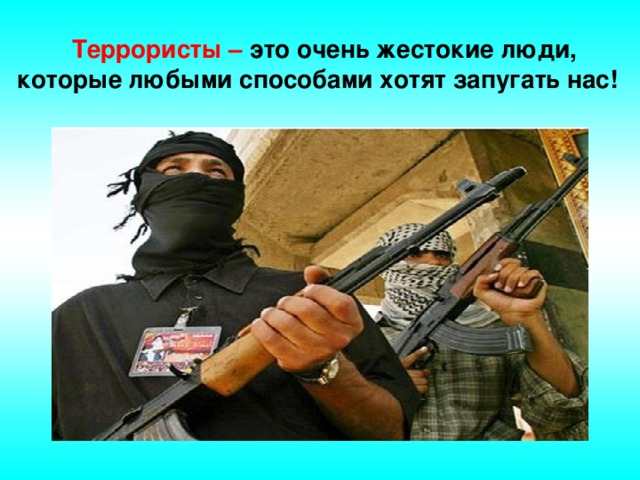 Террористы – это очень жестокие люди,
которые любыми способами хотят запугать нас!